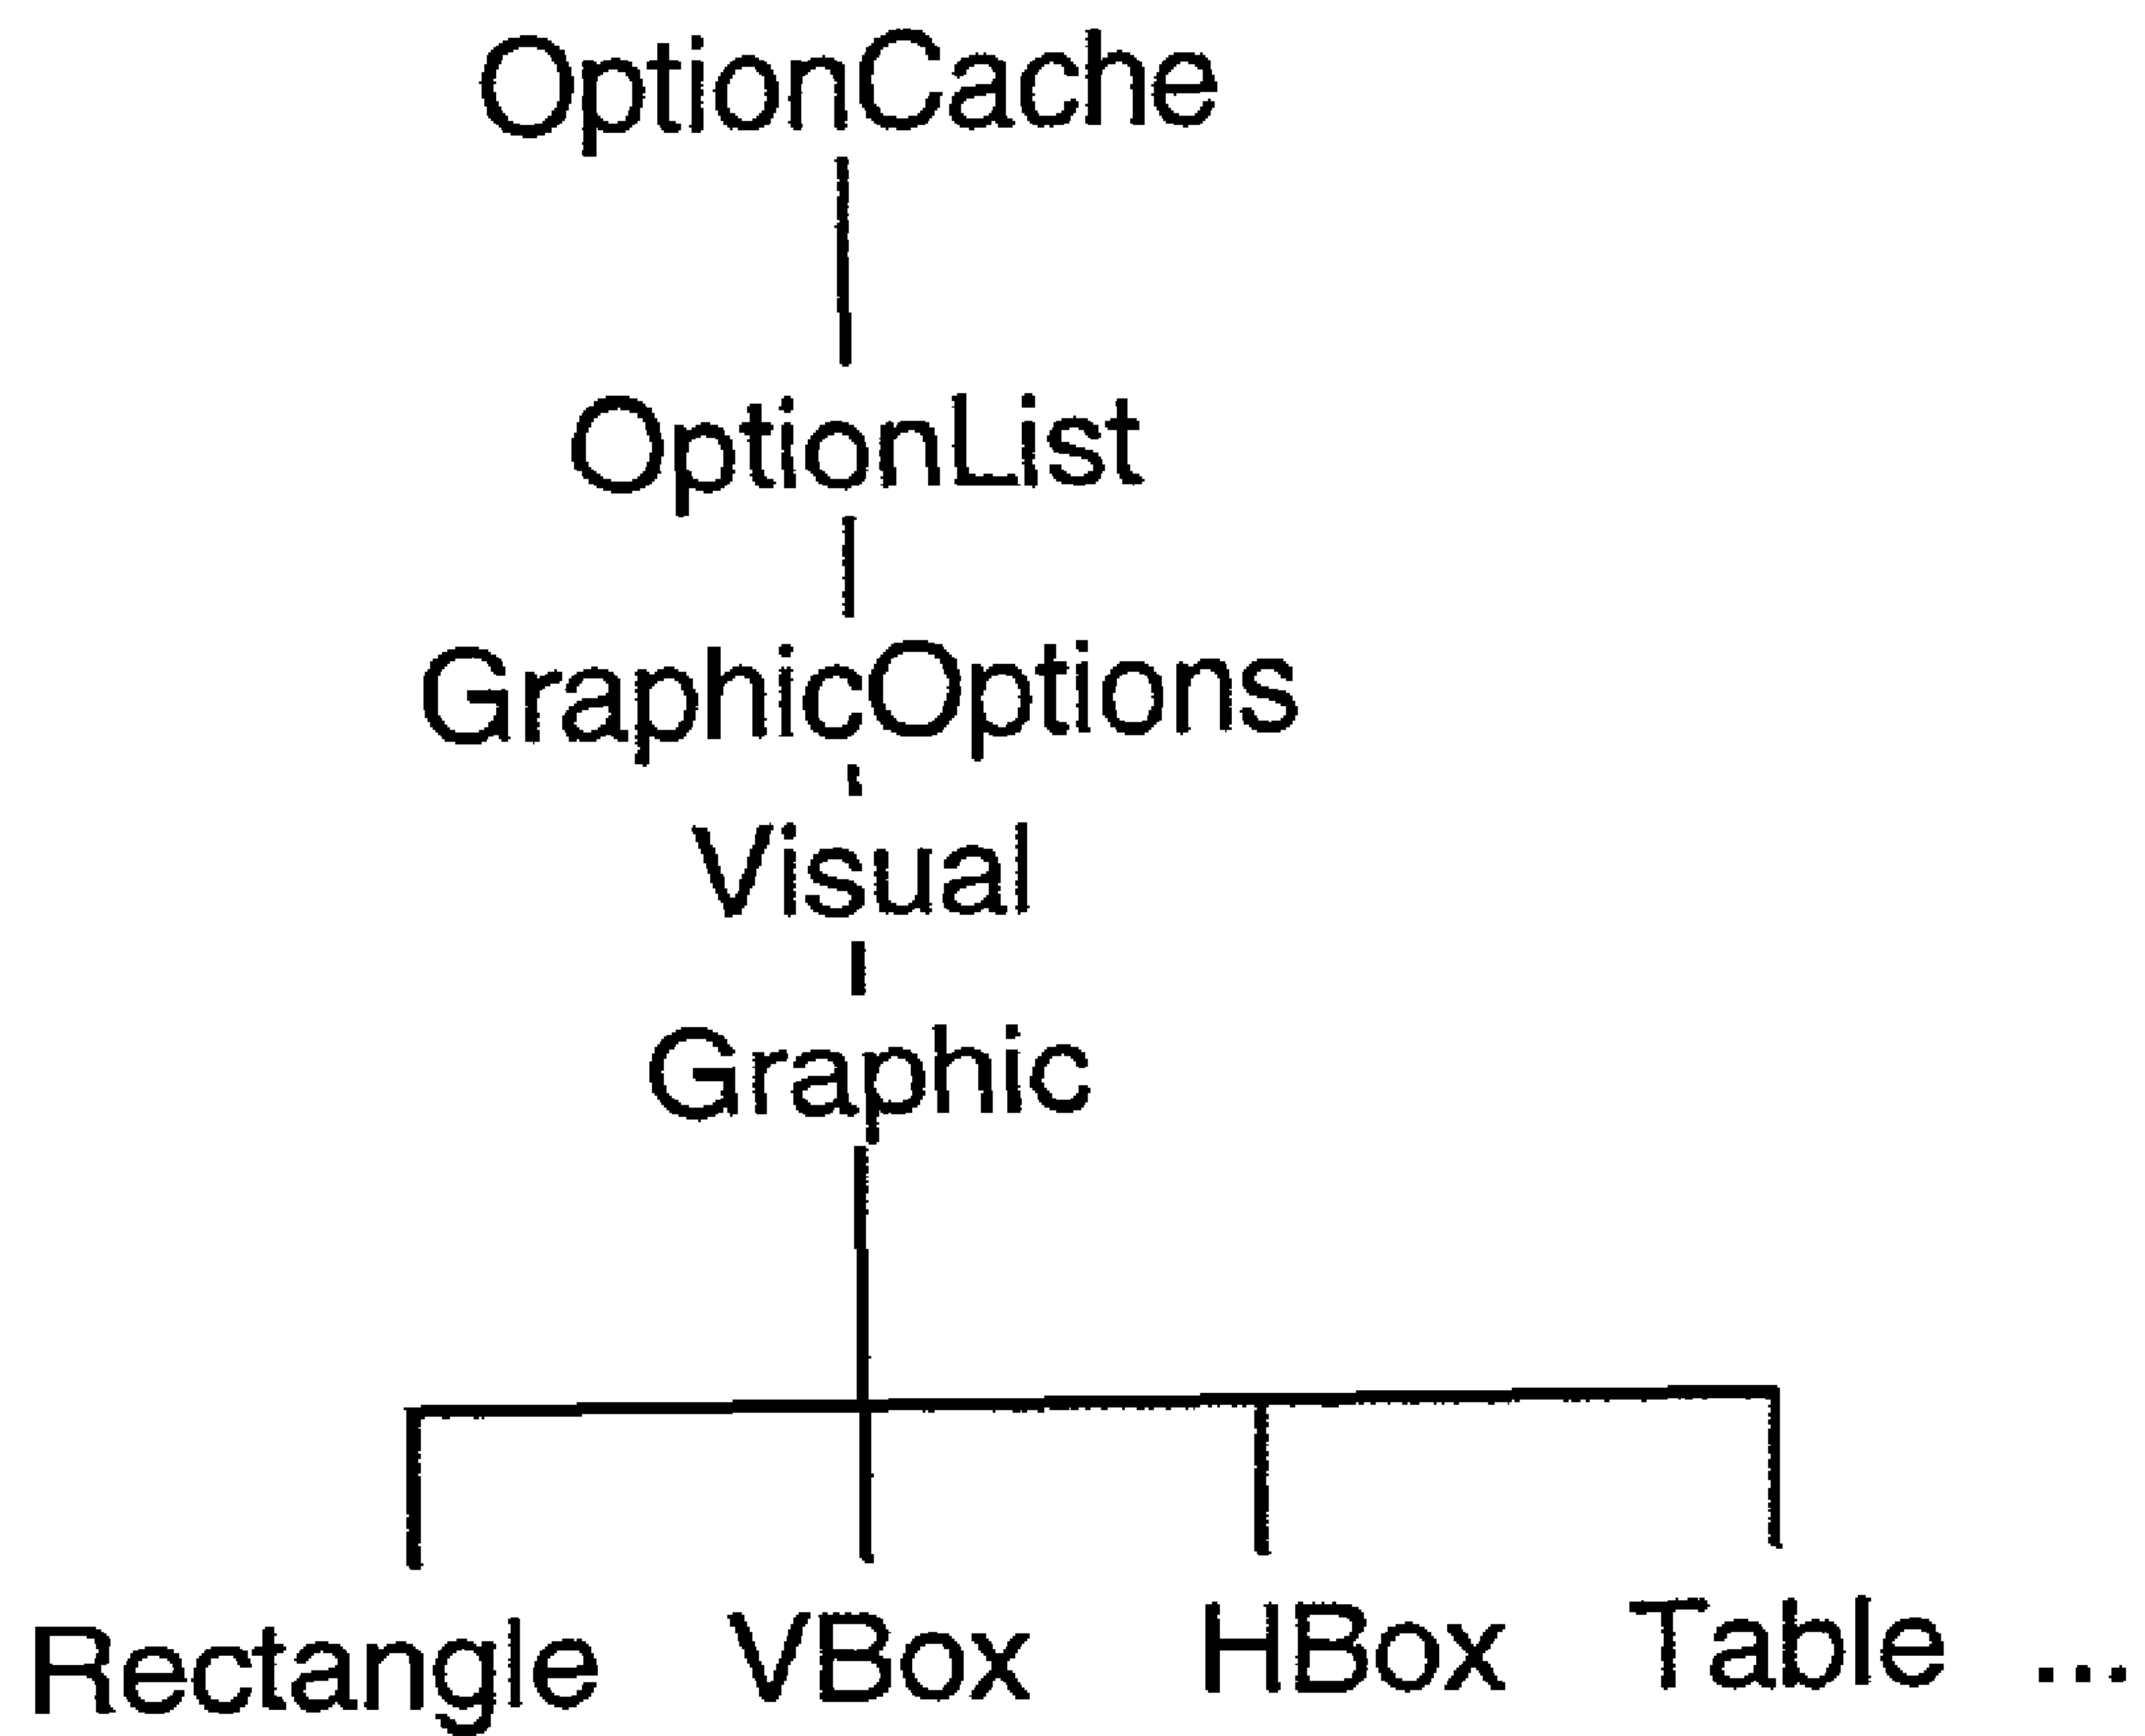 OptionCache
OptionList
GraphicOptions
Visual
Graphic
Rectangle VBox HBox Table ...